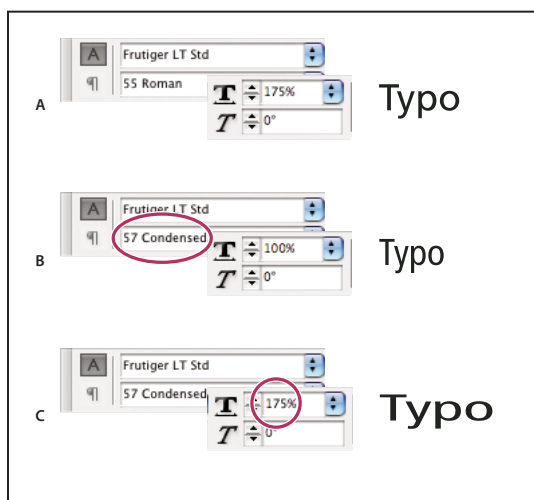 A
Frutiger LT Std
¶
55 Roman
T
175%
T
0°
A
Typo
A
Frutiger LT Std
¶
57 Condensed
T
100%
T
0°
B
Typo
A
Frutiger LT Std
¶
57 Condensed
T
175%
T
0°
C
Typo